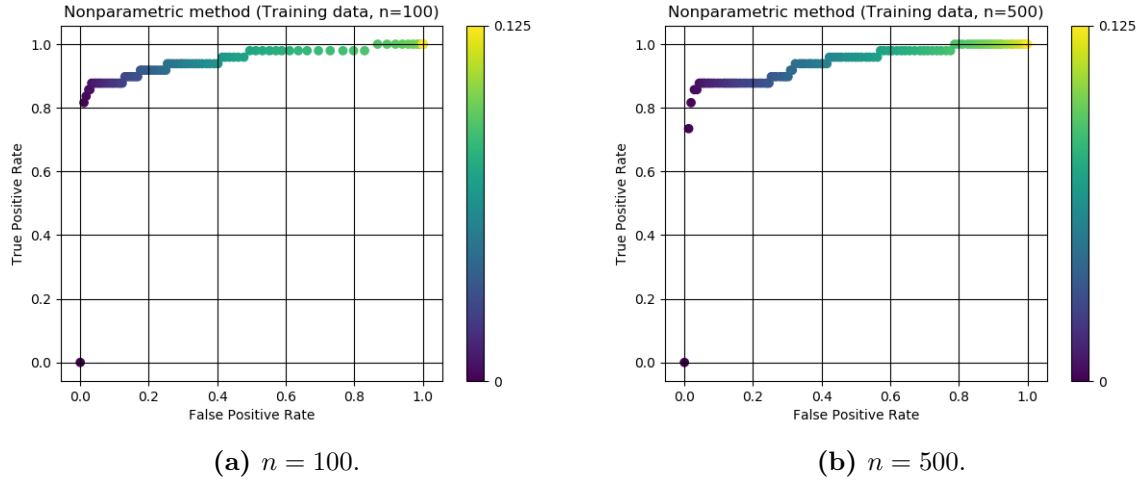 Nonparametric method (Training data, n=100)
1.0
0.8
0.6
0.4
0.2
0.0
True Positive Rate
0.0 0.2 0.4 0.6 0.8 1.0
False Positive Rate
0.125
0
(a) n = 100.
Nonparametric method (Training data, n=500)
1.0
0.8
0.6
0.4
0.2
0.0
True Positive Rate
0.0 0.2 0.4 0.6 0.8 1.0
False Positive Rate
0.125
0
(b) n = 500.